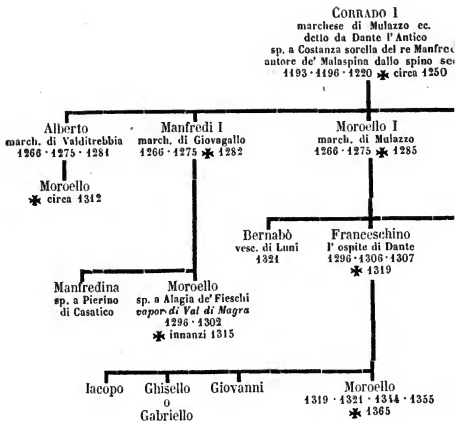 CORRADO I
marchese di Mulazzo ec.
detto da Dante l' Antico
sp. a Costanza sorella del re Manfred
autore de' Malaspina dallo spino sec
1193 · 1196 · 1220 ✠ circa 1250
Alberto
march. di Valditrebbia
1266 · 1275 · 1281
Manfredi I
march. di Giovagallo
1266 · 1275 ✠ 1282
Moroello I
march. di Mulazzo
1266 · 1275 ✠ 1285
Moroello
✠ circa 1312
Bernabò
vesc. di Luni
1321
Franceschino
l' ospite di Dante
1296 · 1306 · 1307
✠ 1319
Manfredina
sp. a Pierino
di Casatico
Moroello
sp. a Alagia de' Fieschi
vapor di Val di Magra
1296 · 1302
✠ innanzi 1315
Iacopo
Ghisello
o
Gabriello
Giovanni
Moroello
1319 · 1321 · 1344 · 1355
✠ 1365